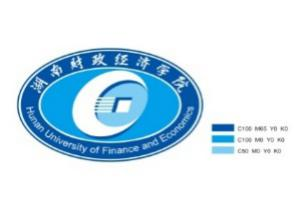 湖南财政经济学院
Hunan University of Finance and Economics
C100 M65 Y0 K0
C100 M0 Y0 K0
C50 M0 Y0 K0